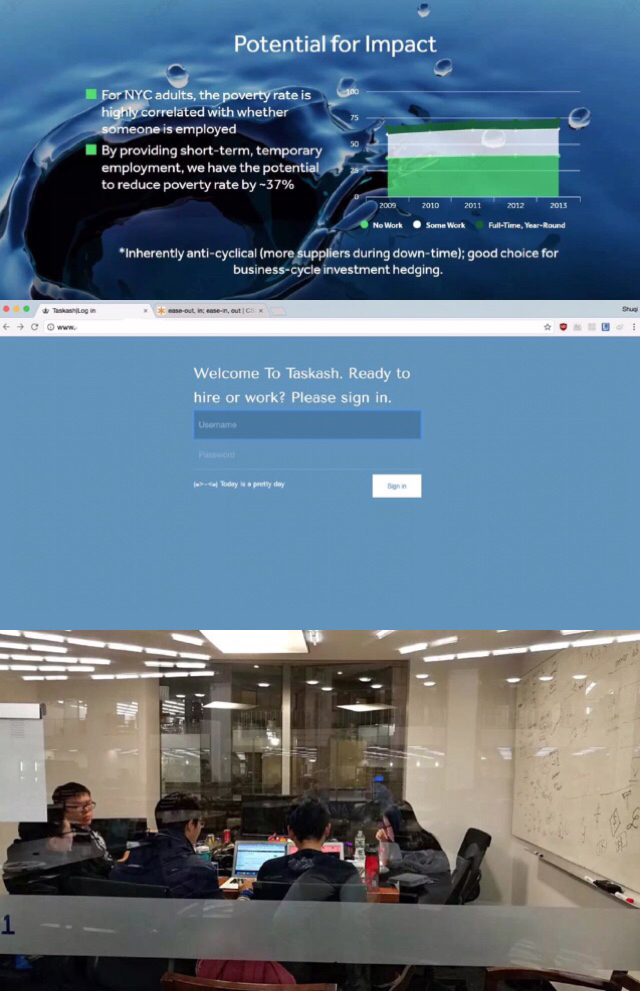 Potential for Impact
For NYC adults, the poverty rate is
highly correlated with whether
someone is employed
By providing short-term, temporary
employment, we have the potential
to reduce poverty rate by ~37%
100
75
50
25
0
2009 2010 2011 2012 2013
No Work Some Work Full-Time, Year-Round
*Inherently anti-cyclical (more suppliers during down-time); good choice for
business-cycle investment hedging.
Taskash|Log in
ease-out, in; ease-in, out |
Shuqi
www.
Welcome To Taskash. Ready to
hire or work? Please sign in.
Username
Password
Today is a pretty day
Sign in
1